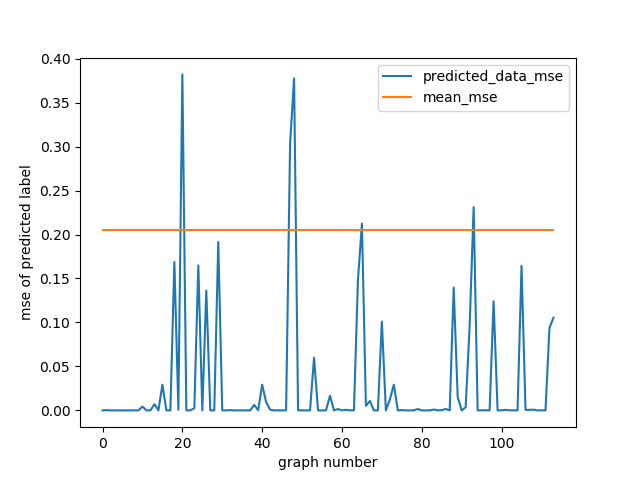 0.40
0.35
0.30
0.25
0.20
0.15
0.10
0.05
0.00
mse of predicted label
predicted_data_mse
mean_mse
0 20 40 60 80 100
graph number